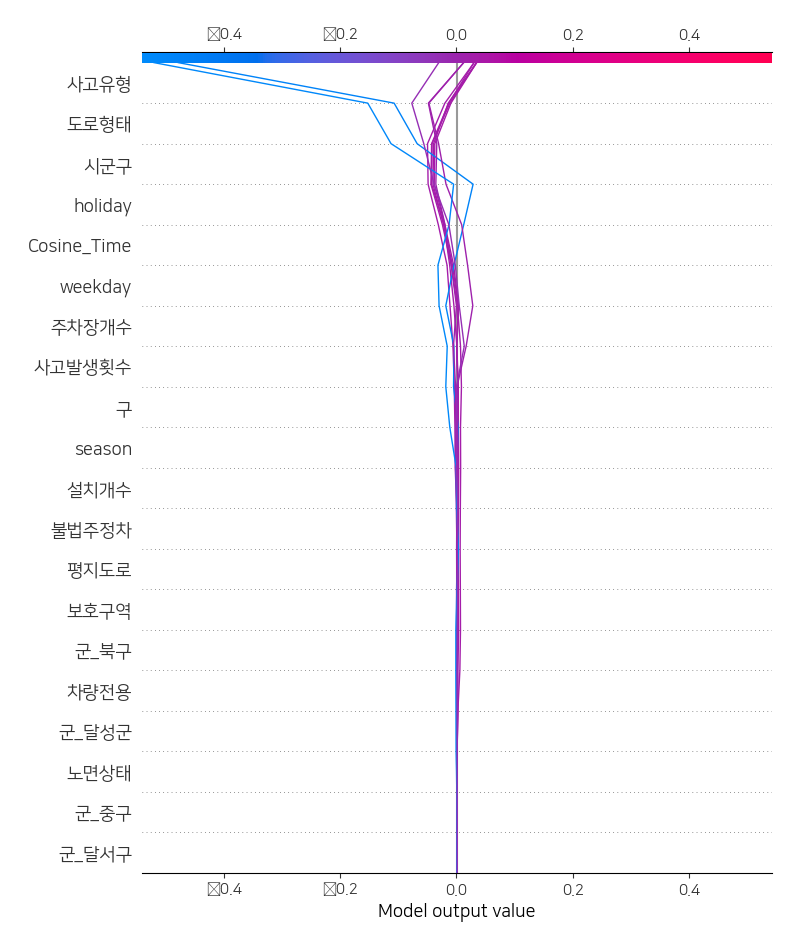 ▯0.4 ▯0.2 0.0 0.2 0.4
사고유형
도로형태
시군구
holiday
Cosine_Time
weekday
주차장개수
사고발생횟수
구
season
설치개수
불법주정차
평지도로
보호구역
군_북구
차량전용
군_달성군
노면상태
군_중구
군_달서구
▯0.4 ▯0.2 0.0 0.2 0.4
Model output value